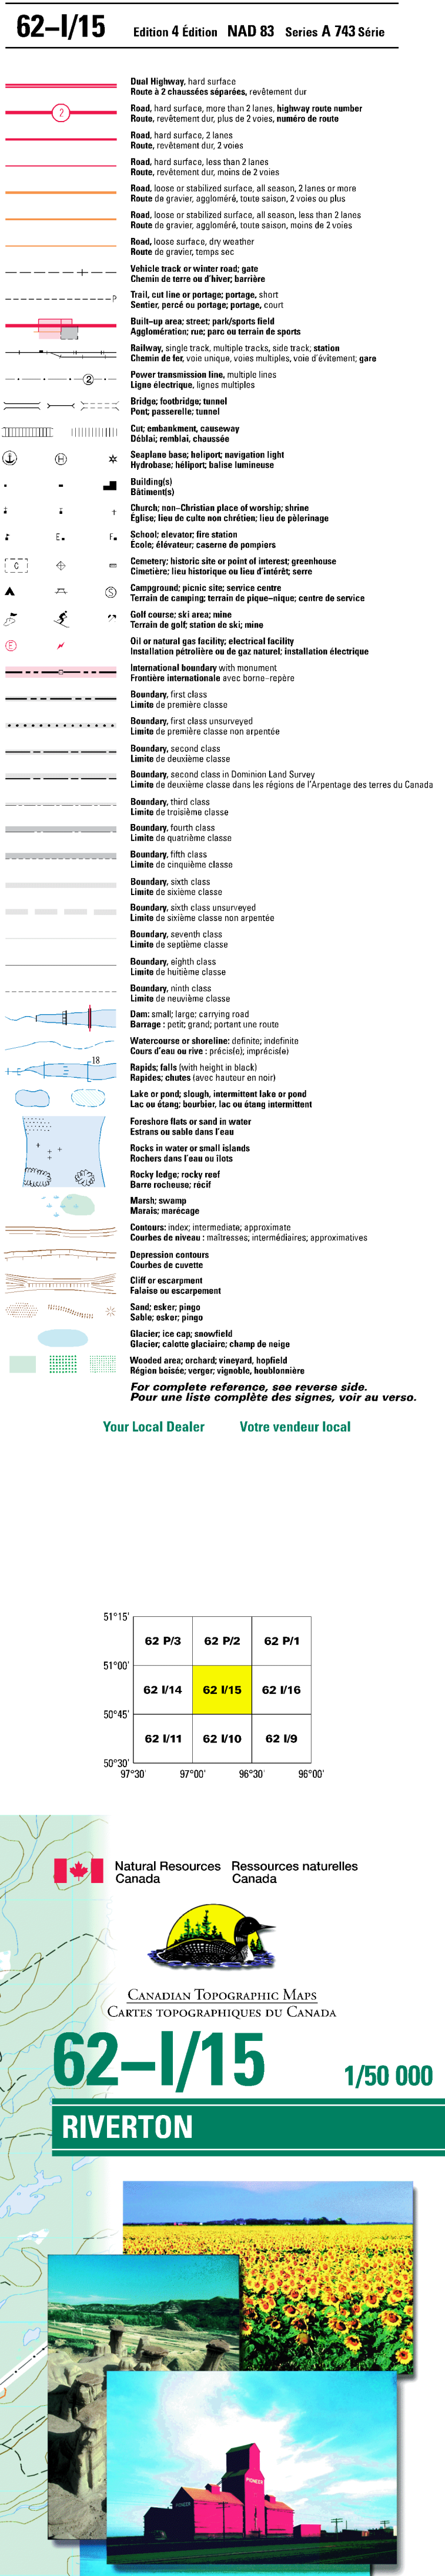 62–I/15 Edition 4 Édition NAD 83 Series A 743 Série
Dual Highway, hard surface
Route à 2 chaussées séparées, revêtement dur
2
Road, hard surface, more than 2 lanes, highway route number
Route, revêtement dur, plus de 2 voies, numéro de route
Road, hard surface, 2 lanes
Route, revêtement dur, 2 voies
Road, hard surface, less than 2 lanes
Route, revêtement dur, moins de 2 voies
Road, loose or stabilized surface, all season, 2 lanes or more
Route de gravier, aggloméré, toute saison, 2 voies ou plus
Road, loose or stabilized surface, all season, less than 2 lanes
Route de gravier, aggloméré, toute saison, moins de 2 voies
Road, loose surface, dry weather
Route de gravier, temps sec
Vehicle track or winter road; gate
Chemin de terre ou d'hiver; barrière
P
Trail, cut line or portage; portage, short
Sentier, percé ou portage; portage, court
Built–up area; street; park/sports field
Agglomération; rue; parc ou terrain de sports
Railway, single track, multiple tracks, side track; station
Chemin de fer, voie unique, voies multiples, voie d'évitement; gare
2
Power transmission line, multiple lines
Ligne électrique, lignes multiples
Bridge; footbridge; tunnel
Pont; passerelle; tunnel
Cut; embankment, causeway
Déblai; remblai, chaussée
H
Seaplane base; heliport; navigation light
Hydrobase; héliport; balise lumineuse
Building(s)
Bâtiment(s)
Church; non–Christian place of worship; shrine
Église; lieu de culte non chrétien; lieu de pèlerinage
E F
School; elevator; fire station
École; élévateur; caserne de pompiers
C
Cemetery; historic site or point of interest; greenhouse
Cimetière; lieu historique ou lieu d'intérêt; serre
S
Campground; picnic site; service centre
Terrain de camping; terrain de pique–nique; centre de service
Golf course; ski area; mine
Terrain de golf; station de ski; mine
E
Oil or natural gas facility; electrical facility
Installation pétrolière ou de gaz naturel; installation électrique
International boundary with monument
Frontière internationale avec borne–repère
Boundary, first class
Limite de première classe
Boundary, first class unsurveyed
Limite de première classe non arpentée
Boundary, second class
Limite de deuxième classe
Boundary, second class in Dominion Land Survey
Limite de deuxième classe dans les régions de l'Arpentage des terres du Canada
Boundary, third class
Limite de troisième classe
Boundary, fourth class
Limite de quatrième classe
Boundary, fifth class
Limite de cinquième classe
Boundary, sixth class
Limite de sixième classe
Boundary, sixth class unsurveyed
Limite de sixième classe non arpentée
Boundary, seventh class
Limite de septième classe
Boundary, eighth class
Limite de huitième classe
Boundary, ninth class
Limite de neuvième classe
Dam: small; large; carrying road
Barrage : petit; grand; portant une route
Watercourse or shoreline: definite; indefinite
Cours d'eau ou rive : précis(e); imprécis(e)
18
Rapids; falls (with height in black)
Rapides; chutes (avec hauteur en noir)
Lake or pond; slough, intermittent lake or pond
Lac ou étang; bourbier, lac ou étang intermittent
Foreshore flats or sand in water
Estrans ou sable dans l'eau
Rocks in water or small islands
Rochers dans l'eau ou îlots
Rocky ledge; rocky reef
Barre rocheuse; récif
Marsh; swamp
Marais; marécage
Contours: index; intermediate; approximate
Courbes de niveau : maîtresses; intermédiaires; approximatives
Depression contours
Courbes de cuvette
Cliff or escarpment
Falaise ou escarpement
Sand; esker; pingo
Sable; esker; pingo
Glacier; ice cap; snowfield
Glacier; calotte glaciaire; champ de neige
Wooded area; orchard; vineyard, hopfield
Région boisée; verger; vignoble, houblonnière
For complete reference, see reverse side.
Pour une liste complète des signes, voir au verso.
Your Local Dealer Votre vendeur local
51°15'
62 P/3 62 P/2 62 P/1
51°00'
62 I/14 62 I/15 62 I/16
50°45'
62 I/11 62 I/10 62 I/9
50°30'
97°30' 97°00' 96°30' 96°00'
Natural Resources Ressources naturelles
Canada Canada
CANADIAN TOPOGRAPHIC MAPS
CARTES TOPOGRAPHIQUES DU CANADA
62–I/15 1/50 000
RIVERTON
PIONEER
PIONEER